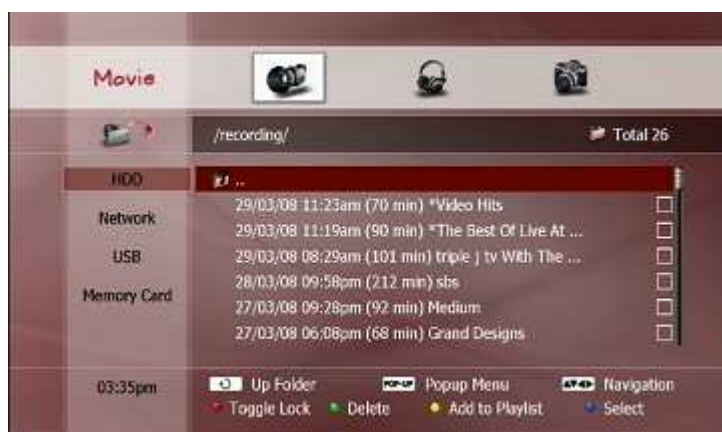 Movie
/recording/ Total 26
HDD
Network
USB
Memory Card
..
29/03/08 11:23am (70 min) *Video Hits
29/03/08 11:19am (90 min) *The Best Of Live At ...
29/03/08 08:29am (101 min) triple j tv With The ...
28/03/08 09:58pm (212 min) sbs
27/03/08 09:28pm (92 min) Medium
27/03/08 06:08pm (68 min) Grand Designs
03:35pm
Up Folder POP-UP Popup Menu Navigation
Toggle Lock Delete Add to Playlist Select